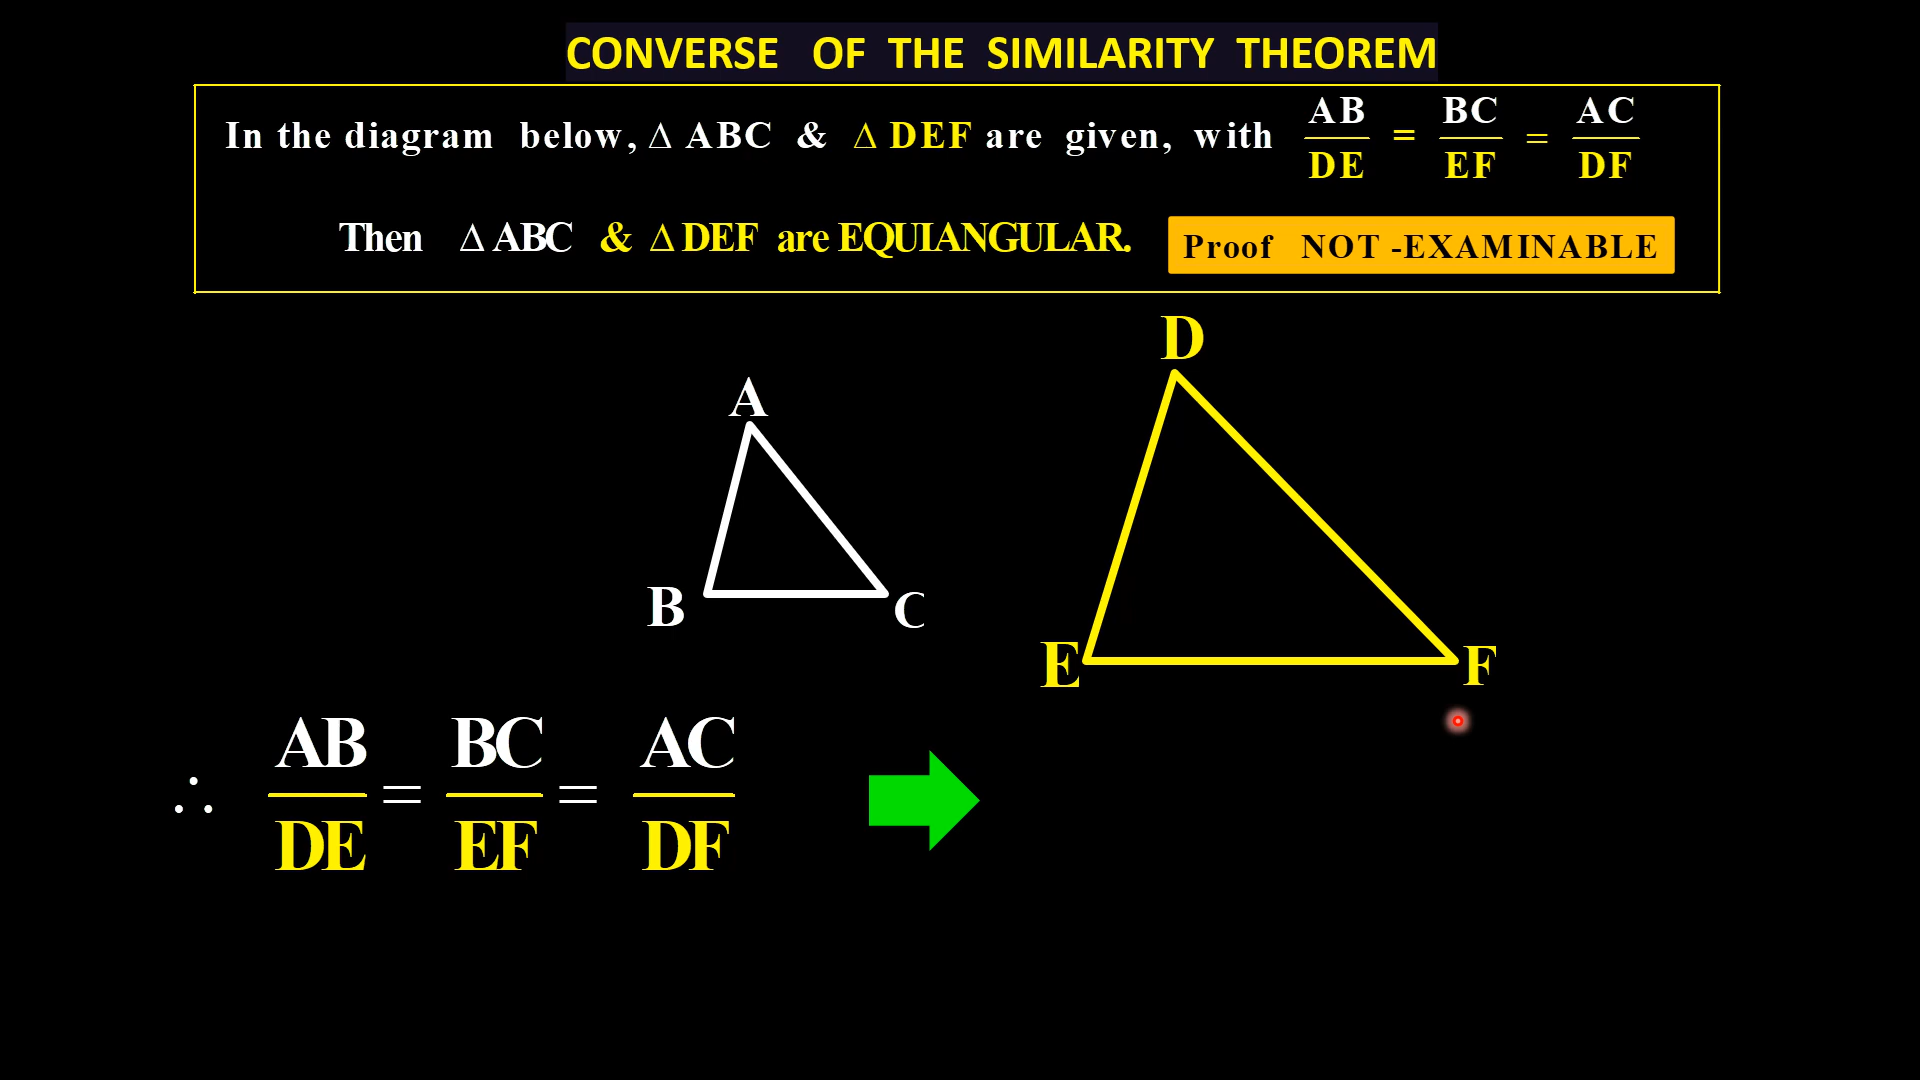 CONVERSE OF THE SIMILARITY THEOREM
In the diagram below, Δ ABC & Δ DEF are given, with AB/DE = BC/EF = AC/DF
Then Δ ABC & Δ DEF are EQUIANGULAR. Proof NOT -EXAMINABLE
D
A
B
C
E
F
∴ AB/DE = BC/EF = AC/DF